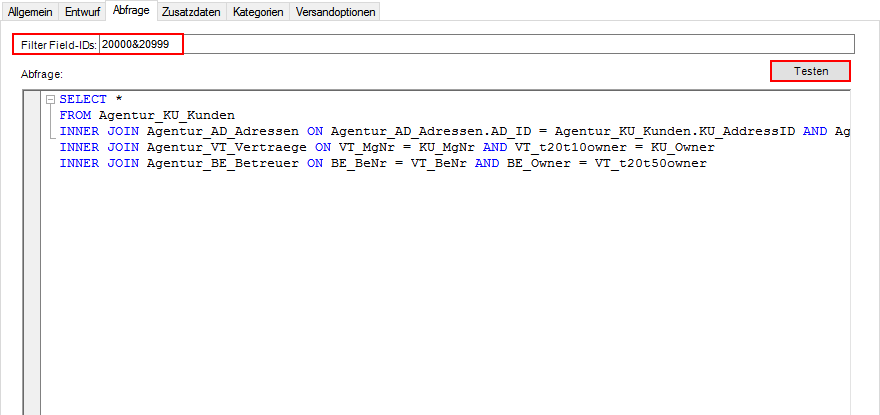 Allgemein Entwurf Abfrage Zusatzdaten Kategorien Versandoptionen
Filter Field-IDs: 20000&20999
Abfrage: Testen
SELECT *
FROM Agentur_KU_Kunden
INNER JOIN Agentur_AD_Adressen ON Agentur_AD_Adressen.AD_ID = Agentur_KU_Kunden.KU_AddressID AND Ag
INNER JOIN Agentur_VT_Vertraege ON VT_MgNr = KU_MgNr AND VT_t20t10owner = KU_Owner
INNER JOIN Agentur_BE_Betreuer ON BE_BeNr = VT_BeNr AND BE_Owner = VT_t20t50owner